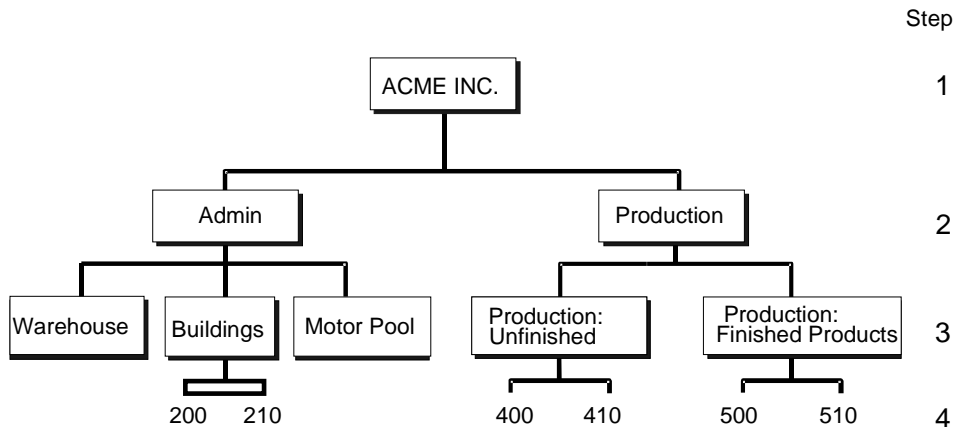 Step
ACME INC.
1
Admin
Production
2
Warehouse
Buildings
Motor Pool
Production:
Unfinished
Production:
Finished Products
3
200 210
400 410
500 510
4